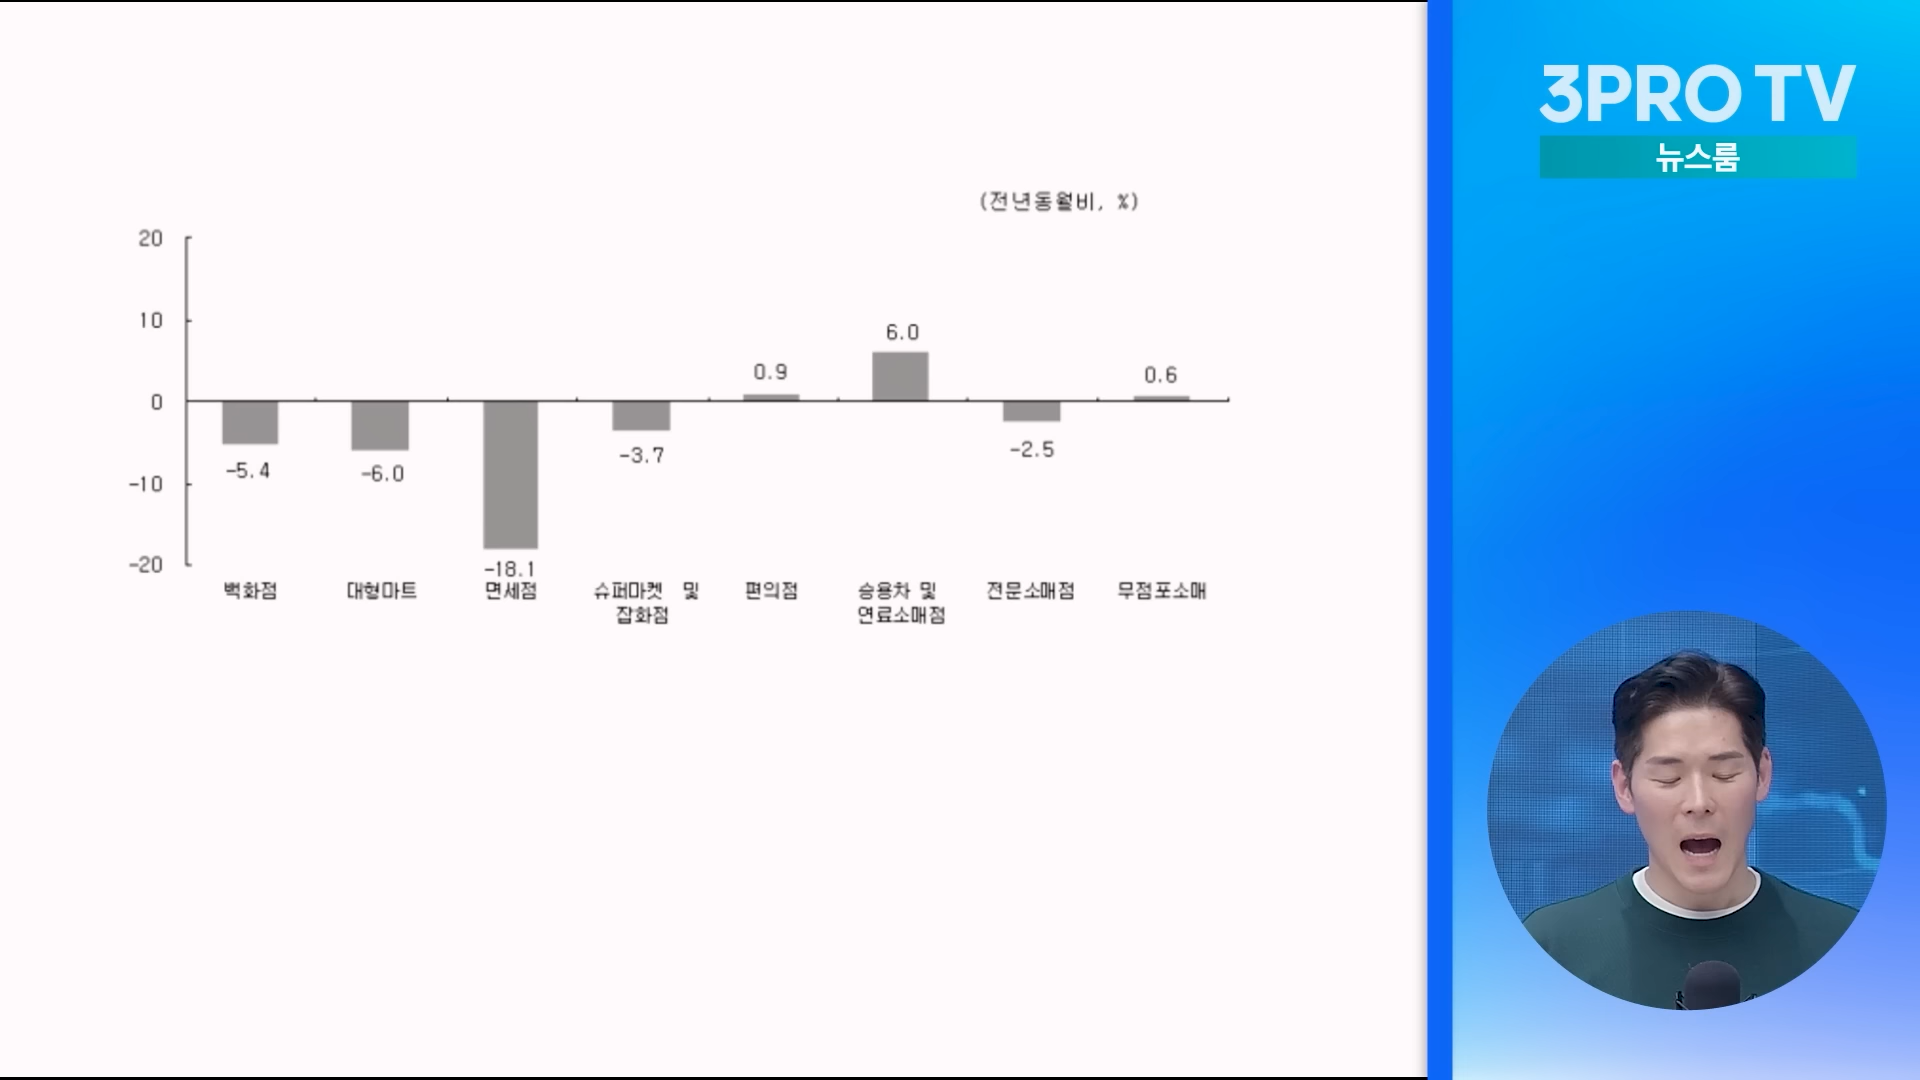 3PRO TV
뉴스룸
(전년동월비, %)
20
10
0
-10
-20
-5.4
-6.0
-18.1
-3.7
0.9
6.0
-2.5
0.6
백화점
대형마트
면세점
슈퍼마켓 및
잡화점
편의점
승용차 및
연료소매점
전문소매점
무점포소매